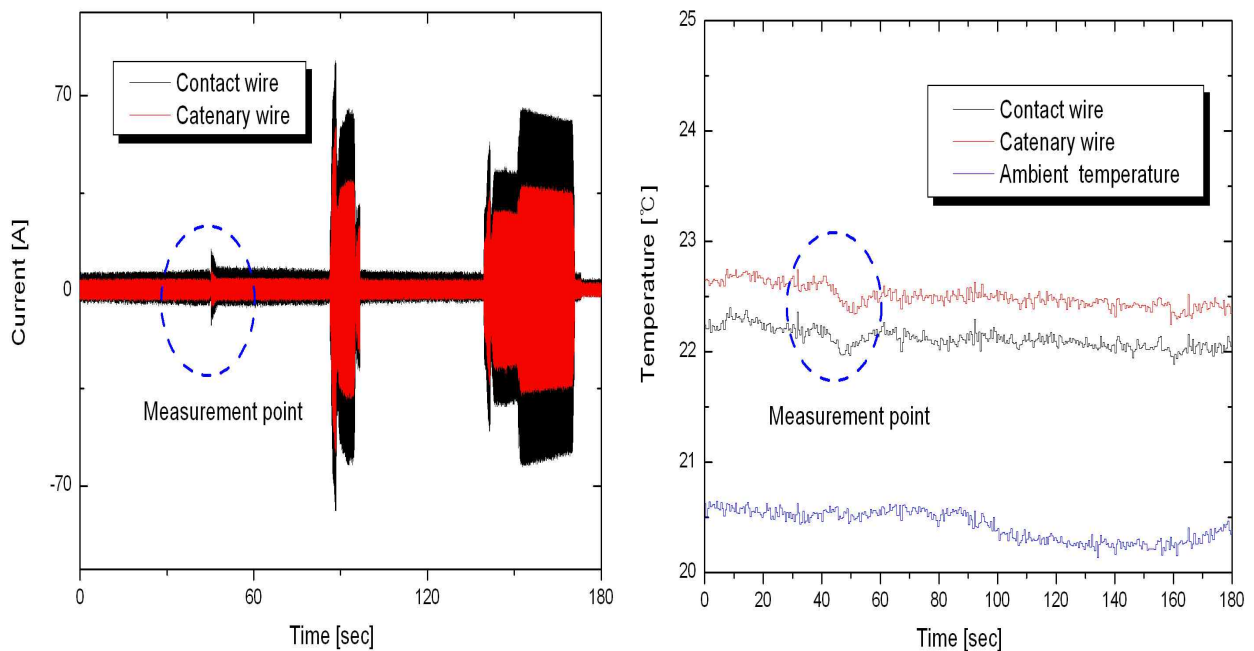 Contact wire
Catenary wire
70
0
-70
Current [A]
Measurement point
0
60
120
180
Time [sec]
25
24
23
22
21
20
Temperature [℃]
Contact wire
Catenary wire
Ambient temperature
Measurement point
0
20
40
60
80
100
120
140
160
180
Time [sec]